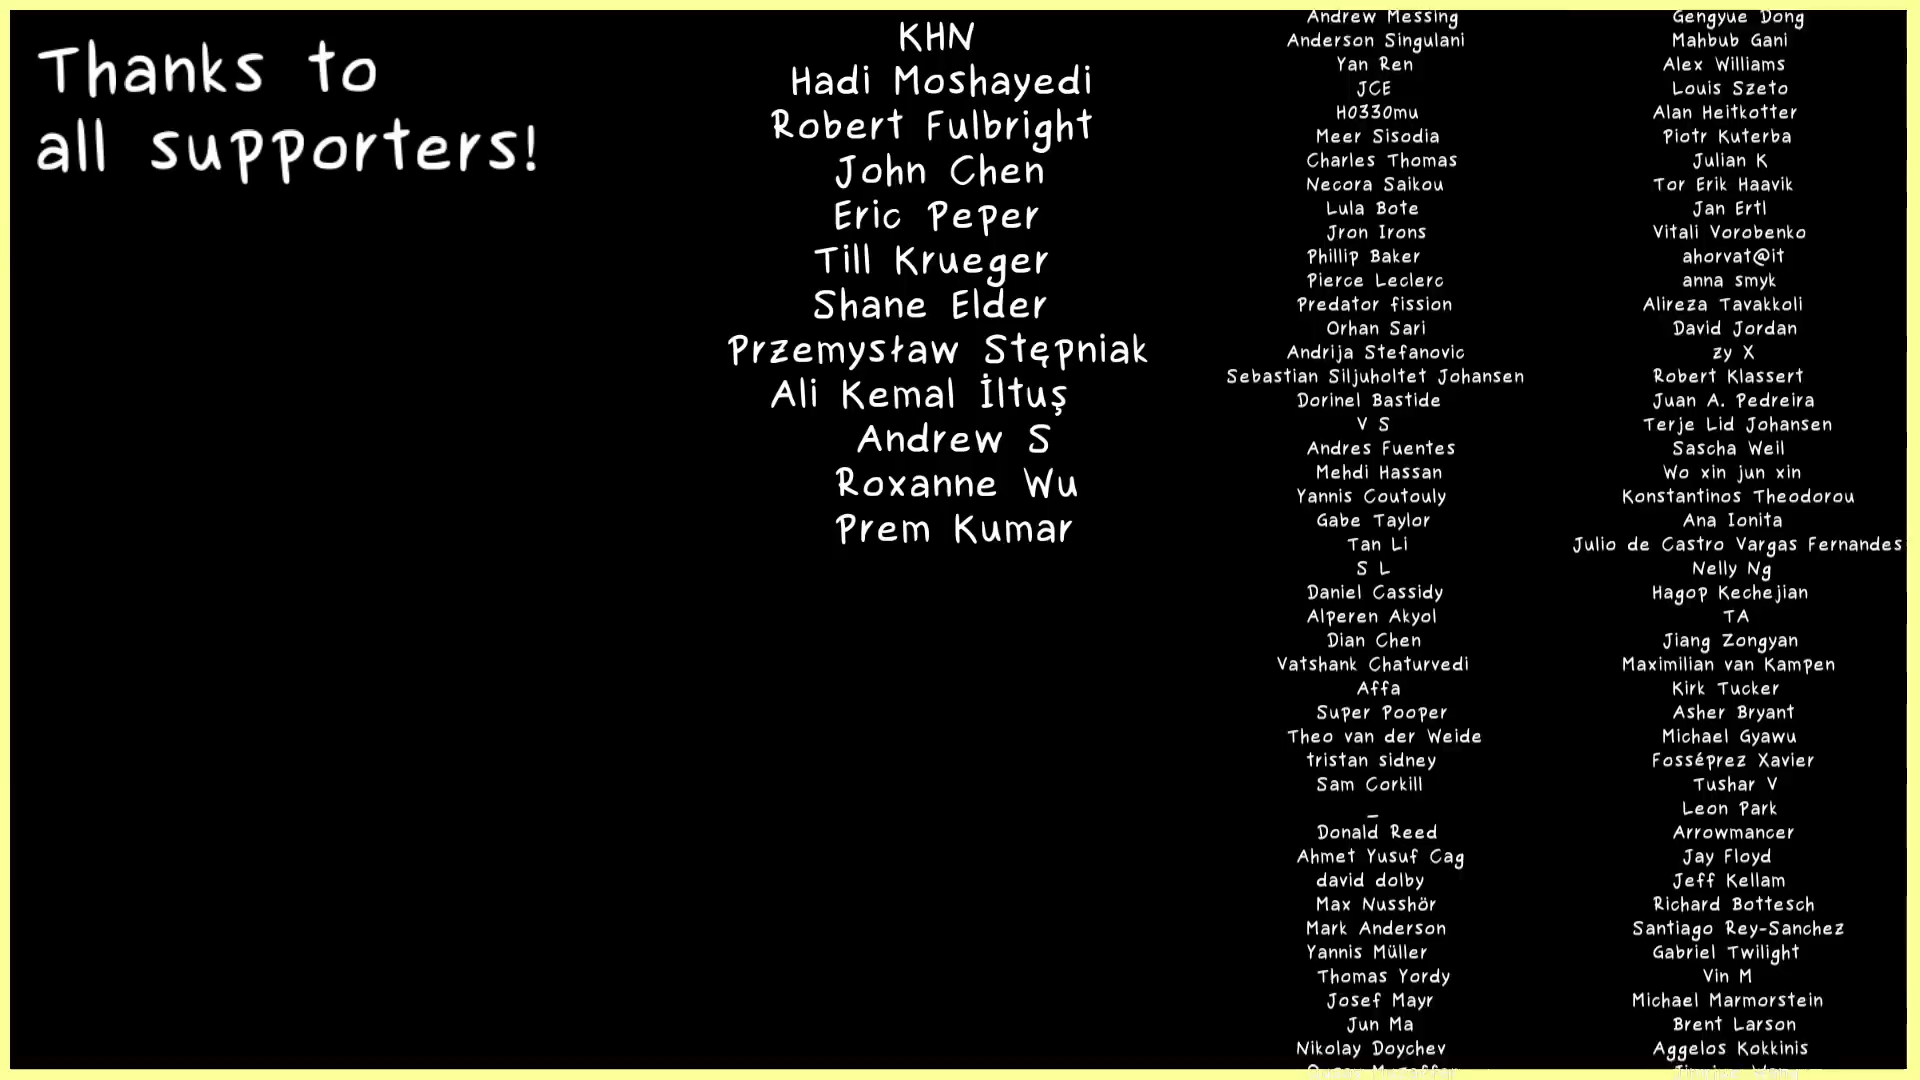 Thanks to
all supporters!
KHN
Hadi Moshayedi
Robert Fulbright
John Chen
Eric Peper
Till Krueger
Shane Elder
Przemysław Stępniak
Ali Kemal İltuş
Andrew S
Roxanne Wu
Prem Kumar
Andrew Messing
Anderson Singulani
Yan Ren
JCE
H0330mu
Meer Sisodia
Charles Thomas
Necora Saikou
Lula Bote
Jron Irons
Phillip Baker
Pierce Leclerc
Predator fission
Orhan Sari
Andrija Stefanovic
Sebastian Siljuholtet Johansen
Dorinel Bastide
V S
Andres Fuentes
Mehdi Hassan
Yannis Coutouly
Gabe Taylor
Tan Li
S L
Daniel Cassidy
Alperen Akyol
Dian Chen
Vatshank Chaturvedi
Affa
Super Pooper
Theo van der Weide
tristan sidney
Sam Corkill
_
Donald Reed
Ahmet Yusuf Cag
david dolby
Max Nusshör
Mark Anderson
Yannis Müller
Thomas Yordy
Josef Mayr
Jun Ma
Nikolay Doychev
Gengyue Dong
Mahbub Gani
Alex Williams
Louis Szeto
Alan Heitkotter
Piotr Kuterba
Julian K
Tor Erik Haavik
Jan Ertl
Vitali Vorobenko
ahorvat@it
anna smyk
Alireza Tavakkoli
David Jordan
zy X
Robert Klassert
Juan A. Pedreira
Terje Lid Johansen
Sascha Weil
Wo xin jun xin
Konstantinos Theodorou
Ana Ionita
Julio de Castro Vargas Fernandes
Nelly Ng
Hagop Kechejian
TA
Jiang Zongyan
Maximilian van Kampen
Kirk Tucker
Asher Bryant
Michael Gyawu
Fosséprez Xavier
Tushar V
Leon Park
Arrowmancer
Jay Floyd
Jeff Kellam
Richard Bottesch
Santiago Rey-Sanchez
Gabriel Twilight
Vin M
Michael Marmorstein
Brent Larson
Aggelos Kokkinis